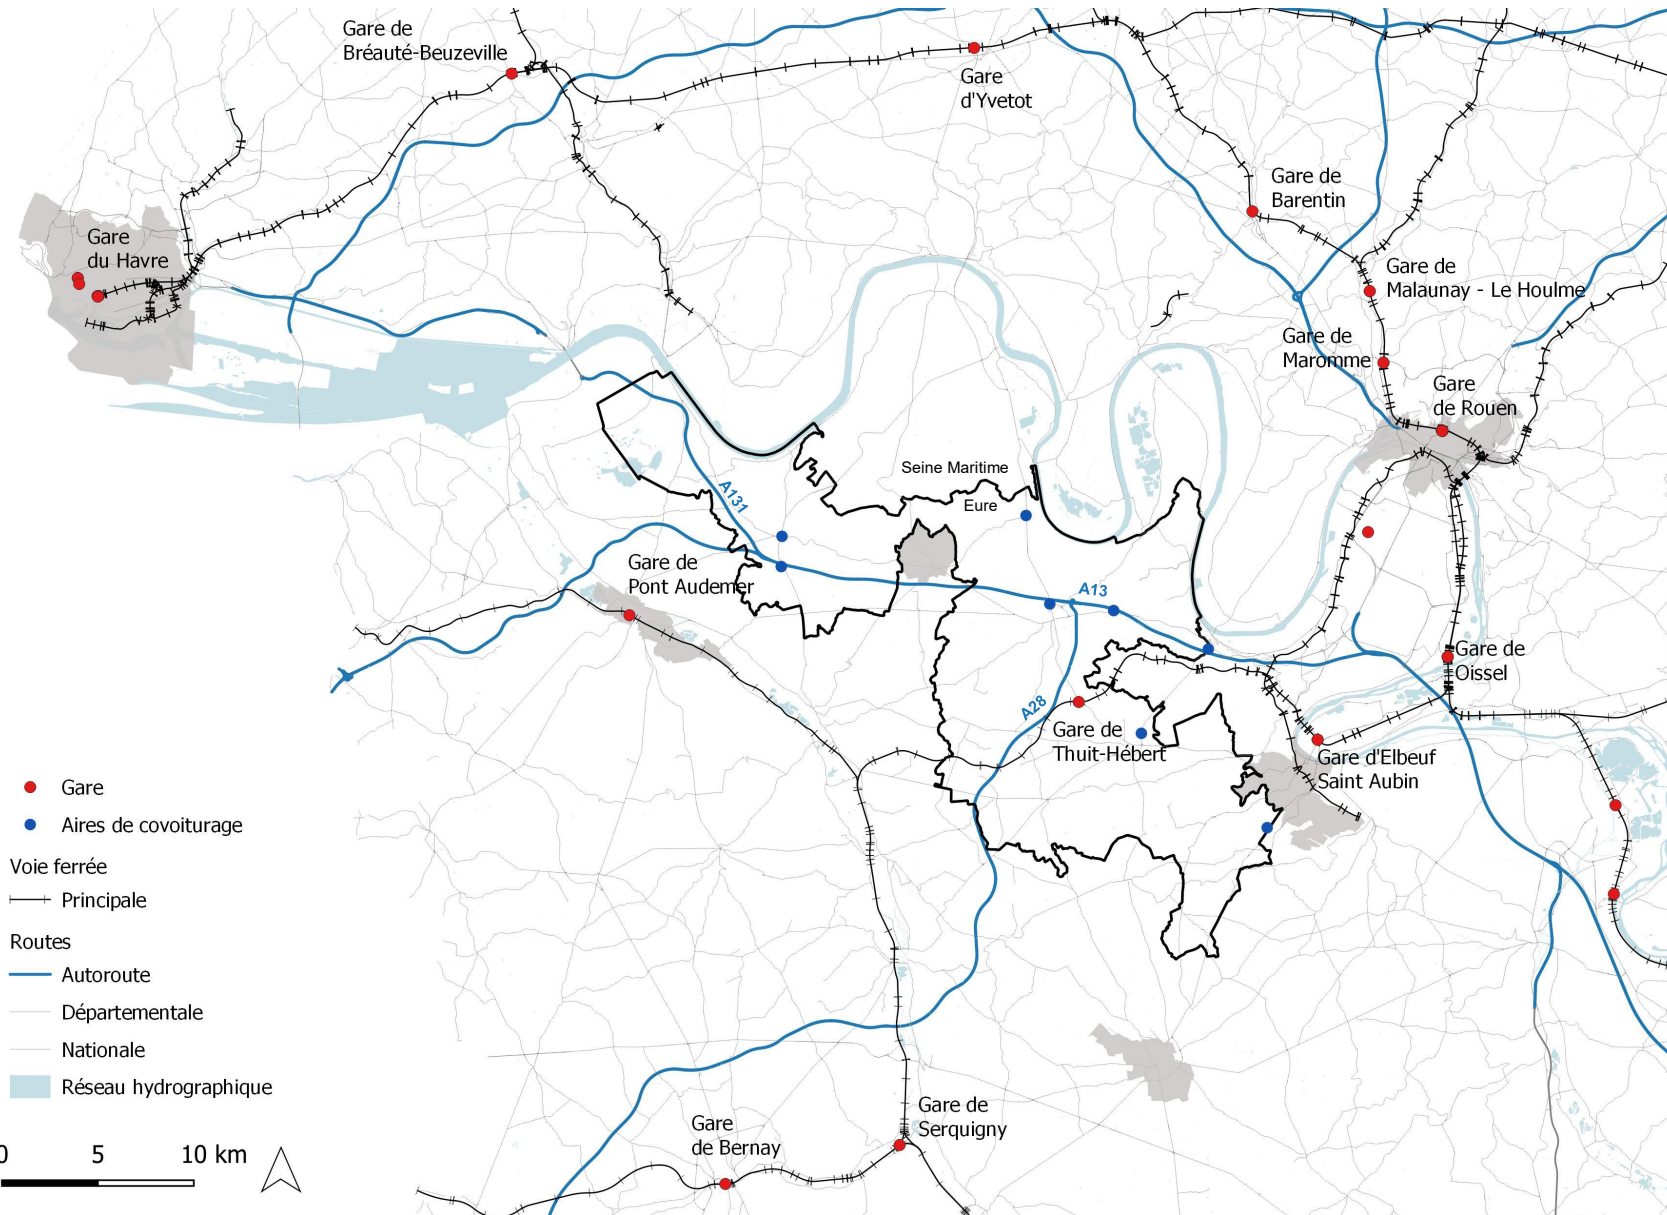 Gare de
Bréauté-Beuzeville
Gare
d'Yvetot
Gare de
Barentin
Gare
du Havre
Gare de
Malaunay - Le Houlme
Gare de
Maromme
Gare
de Rouen
Seine Maritime
Eure
A131
Gare de
Pont Audemer
A13
Gare de
Oissel
A28
Gare de
Thuit-Hébert
Gare d'Elbeuf
Saint Aubin
Gare
Aires de covoiturage
Voie ferrée
Principale
Routes
Autoroute
Départementale
Nationale
Réseau hydrographique
Gare de
Serquigny
Gare
de Bernay
0 5 10 km